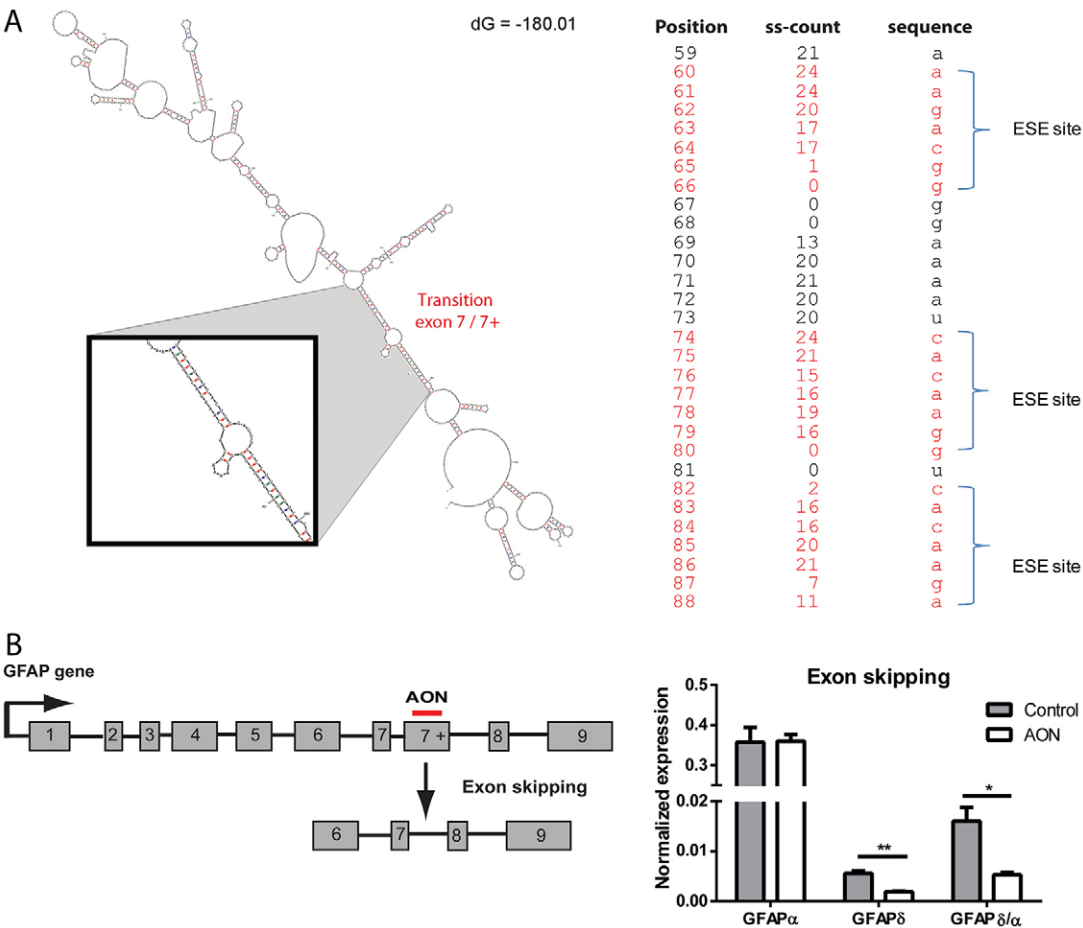 A
dG = -180.01
Transition
exon 7 / 7+
Position ss-count sequence
59 21 a
60 24 a
61 24 a
62 20 g
63 17 a
64 17 c
65 1 g
66 0 g
67 0 g
68 0 g
69 13 a
70 20 a
71 21 a
72 20 a
73 20 u
74 24 c
75 21 a
76 15 c
77 16 a
78 19 a
79 16 g
80 0 g
81 0 u
82 2 c
83 16 a
84 16 c
85 20 a
86 21 a
87 7 g
88 11 a
ESE site
ESE site
ESE site
B
GFAP gene
AON
1 2 3 4 5 6 7 7 + 8 9
Exon skipping
6 7 8 9
Exon skipping
Normalized expression
0.5
0.4
0.3
0.02
0.01
0.00
** *
GFAPα GFAPδ GFAPδ/α
Control
AON